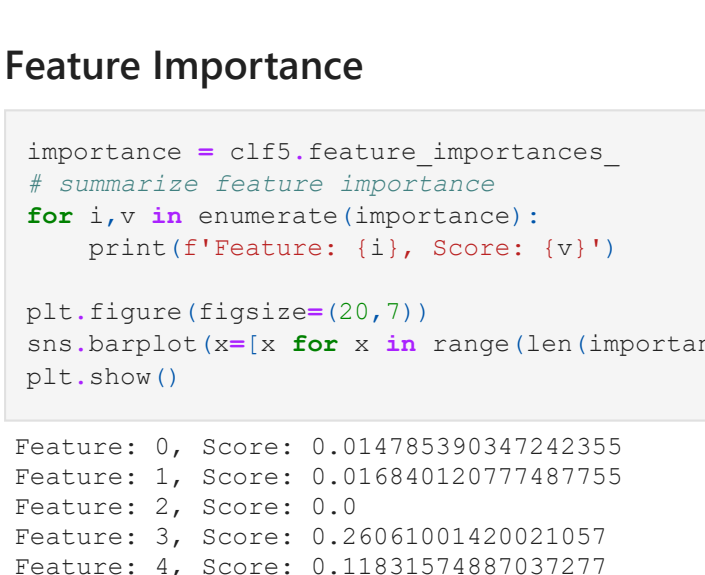 Feature Importance
importance = clf5.feature_importances_
# summarize feature importance
for i,v in enumerate(importance):
    print(f'Feature: {i}, Score: {v}')
plt.figure(figsize=(20,7))
sns.barplot(x=[x for x in range(len(importan
plt.show()
Feature: 0, Score: 0.014785390347242355
Feature: 1, Score: 0.016840120777487755
Feature: 2, Score: 0.0
Feature: 3, Score: 0.26061001420021057
Feature: 4, Score: 0.11831574887037277